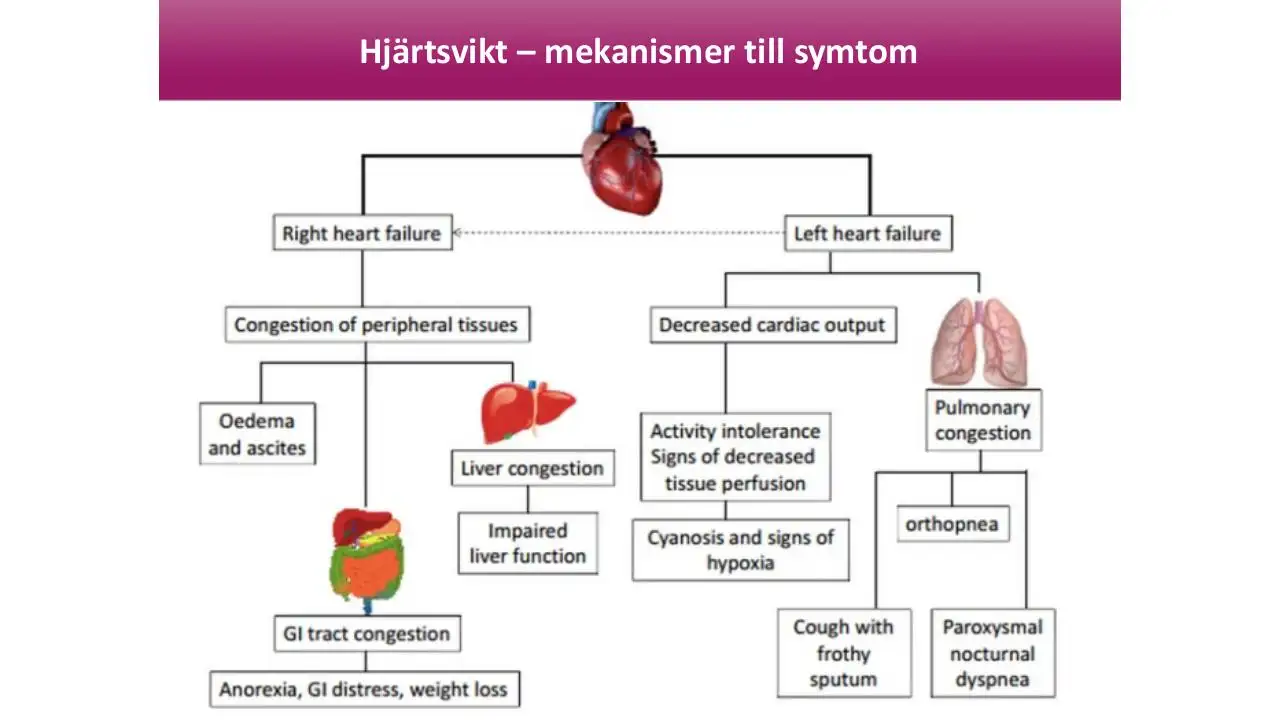 Hjärtsvikt – mekanismer till symtom
Right heart failure
Left heart failure
Congestion of peripheral tissues
Decreased cardiac output
Oedema
and ascites
Liver congestion
Impaired
liver function
GI tract congestion
Anorexia, GI distress, weight loss
Activity intolerance
Signs of decreased
tissue perfusion
Cyanosis and signs of
hypoxia
Pulmonary
congestion
orthopnea
Cough with
frothy
sputum
Paroxysmal
nocturnal
dyspnea